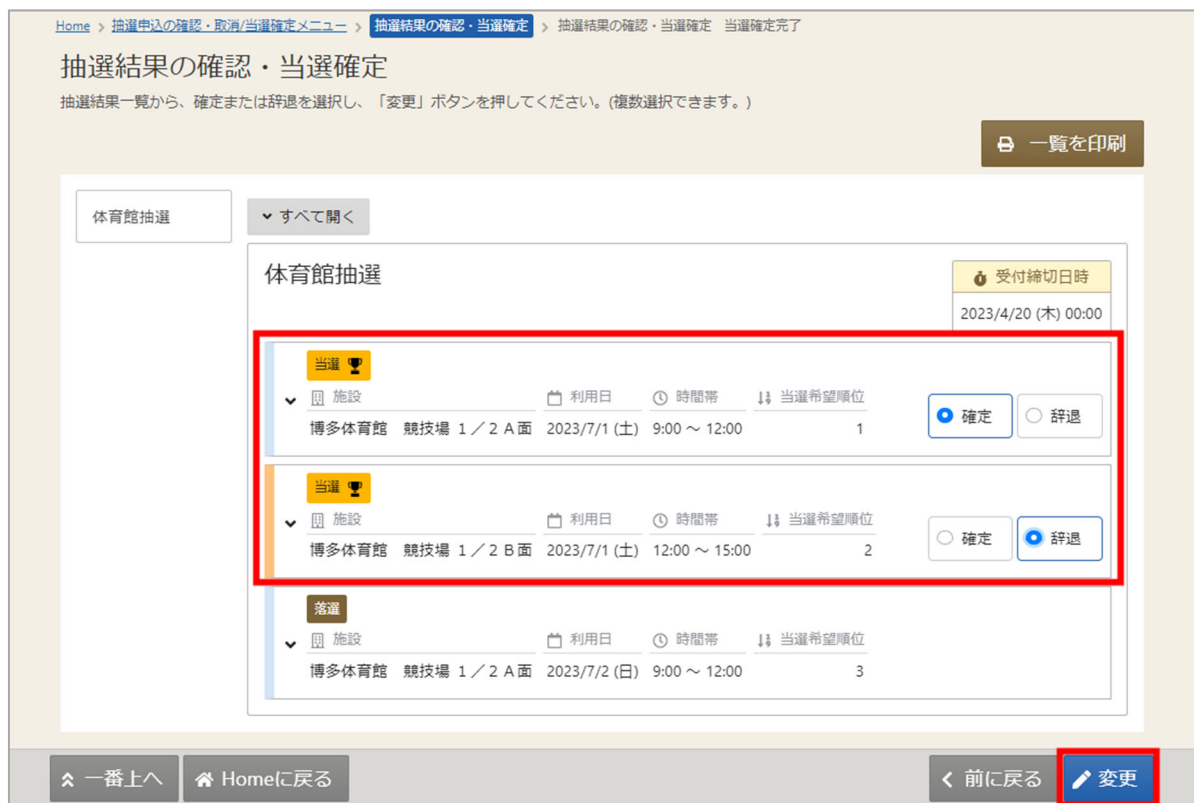 Home > 抽選申込の確認・取消/当選確定メニュー > 抽選結果の確認・当選確定 > 抽選結果の確認・当選確定 当選確定完了
抽選結果の確認・当選確定
抽選結果一覧から、確定または辞退を選択し、「変更」ボタンを押してください。(複数選択できます。)
一覧を印刷
体育館抽選
すべて開く
体育館抽選
受付締切日時
2023/4/20 (木) 00:00
当選
施設 利用日 時間帯 当選希望順位
博多体育館 競技場 1/2A面 2023/7/1 (土) 9:00 ~ 12:00 1
確定 辞退
当選
施設 利用日 時間帯 当選希望順位
博多体育館 競技場 1/2B面 2023/7/1 (土) 12:00 ~ 15:00 2
確定 辞退
落選
施設 利用日 時間帯 当選希望順位
博多体育館 競技場 1/2A面 2023/7/2 (日) 9:00 ~ 12:00 3
一番上へ Homeに戻る 前に戻る 変更